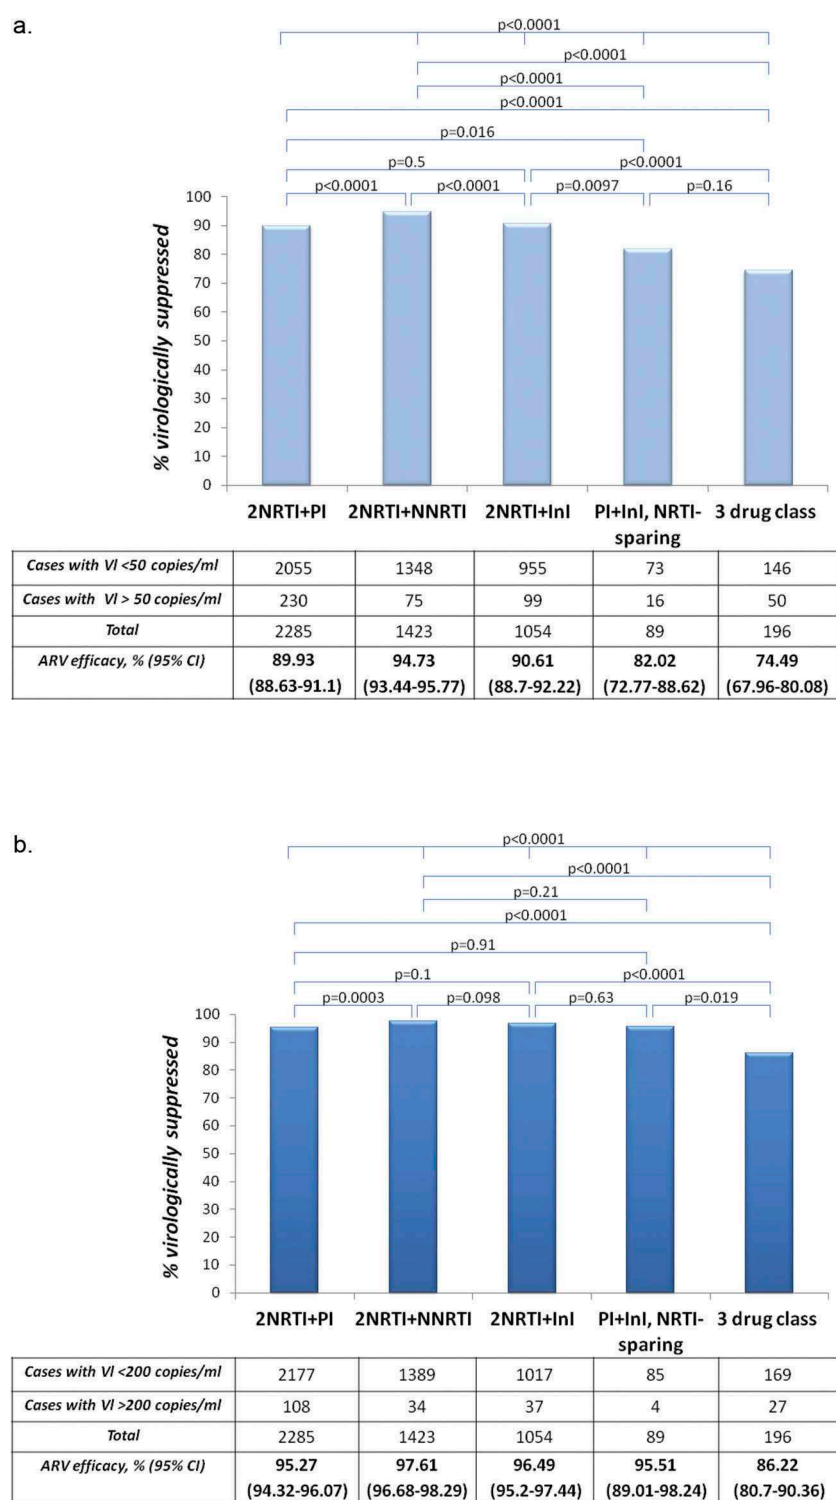 a.
p<0.0001
p<0.0001
p<0.0001
p<0.0001
p=0.016
p=0.5 p<0.0001
p<0.0001 p<0.0001 p=0.0097 p=0.16
% virologically suppressed
100
90
80
70
60
50
40
30
20
10
0
2NRTI+PI 2NRTI+NNRTI 2NRTI+InI PI+InI, NRTI- 3 drug class
sparing
Cases with Vl <50 copies/ml 2055 1348 955 73 146
Cases with Vl > 50 copies/ml 230 75 99 16 50
Total 2285 1423 1054 89 196
ARV efficacy, % (95% CI) 89.93 94.73 90.61 82.02 74.49
(88.63-91.1) (93.44-95.77) (88.7-92.22) (72.77-88.62) (67.96-80.08)
b.
p<0.0001
p<0.0001
p=0.21
p<0.0001
p=0.91
p=0.1 p<0.0001
p=0.0003 p=0.098 p=0.63 p=0.019
% virologically suppressed
100
90
80
70
60
50
40
30
20
10
0
2NRTI+PI 2NRTI+NNRTI 2NRTI+InI PI+InI, NRTI- 3 drug class
sparing
Cases with Vl <200 copies/ml 2177 1389 1017 85 169
Cases with Vl >200 copies/ml 108 34 37 4 27
Total 2285 1423 1054 89 196
ARV efficacy, % (95% CI) 95.27 97.61 96.49 95.51 86.22
(94.32-96.07) (96.68-98.29) (95.2-97.44) (89.01-98.24) (80.7-90.36)